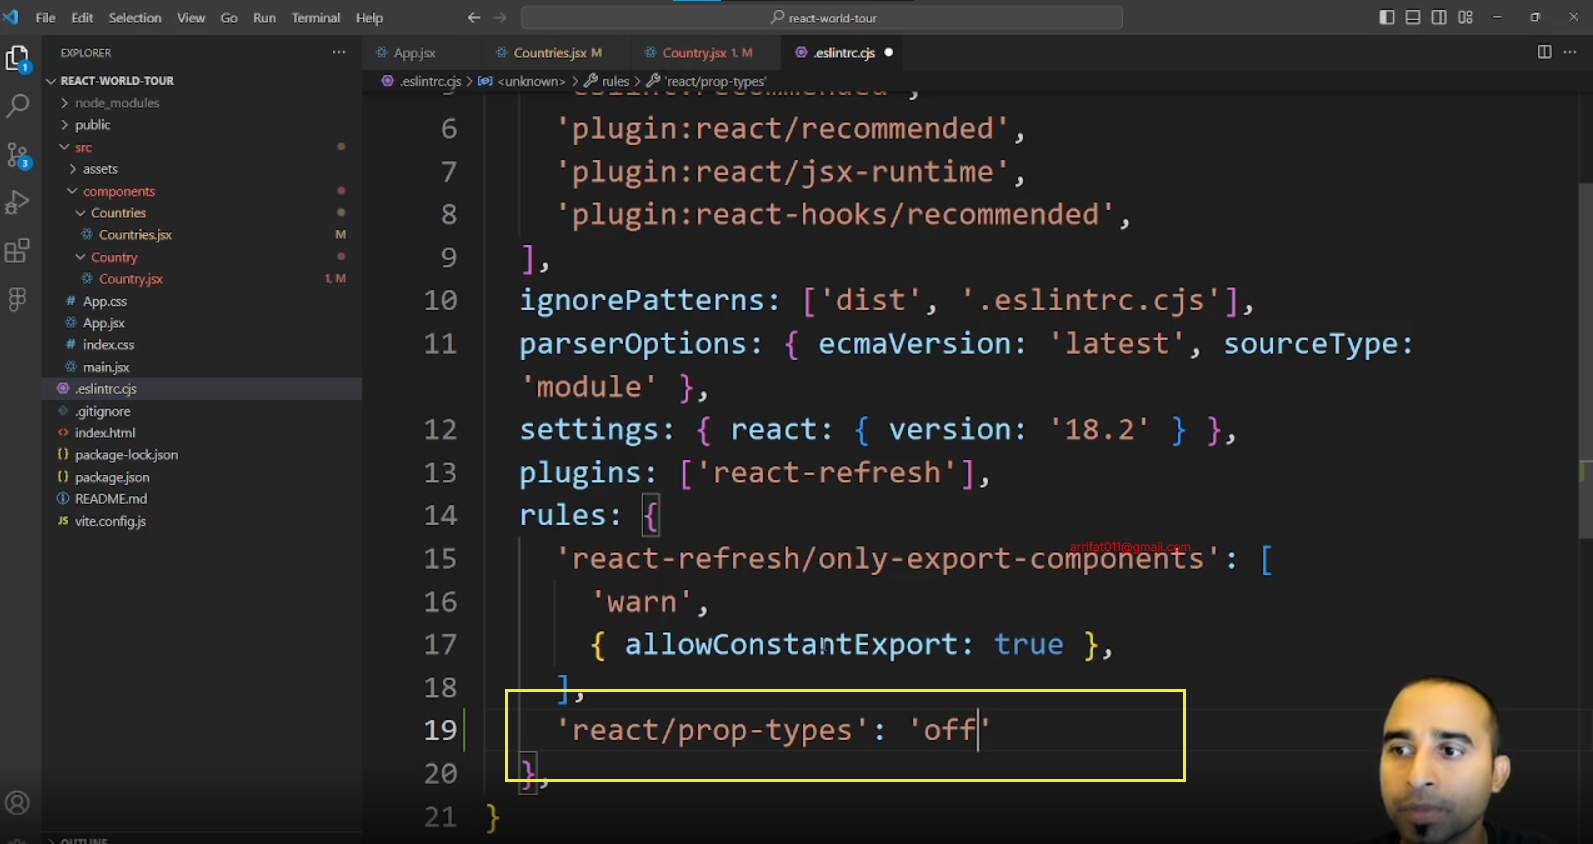 File Edit Selection View Go Run Terminal Help
react-world-tour
EXPLORER
REACT-WORLD-TOUR
node_modules
public
src
assets
components
Countries
Countries.jsx M
Country
Country.jsx 1, M
App.css
App.jsx
index.css
main.jsx
.eslintrc.cjs
.gitignore
index.html
package-lock.json
package.json
README.md
vite.config.js
App.jsx Countries.jsx M Country.jsx 1, M .eslintrc.cjs
.eslintrc.cjs > <unknown> > rules > 'react/prop-types'
5 'eslint:recommended',
6 'plugin:react/recommended',
7 'plugin:react/jsx-runtime',
8 'plugin:react-hooks/recommended',
9 ],
10 ignorePatterns: ['dist', '.eslintrc.cjs'],
11 parserOptions: { ecmaVersion: 'latest', sourceType:
'module' },
12 settings: { react: { version: '18.2' } },
13 plugins: ['react-refresh'],
14 rules: {
arrifat011@gmail.com
15 'react-refresh/only-export-components': [
16 'warn',
17 { allowConstantExport: true },
18 ],
19 'react/prop-types': 'off'
20 },
21 }
OUTLINE
1
3